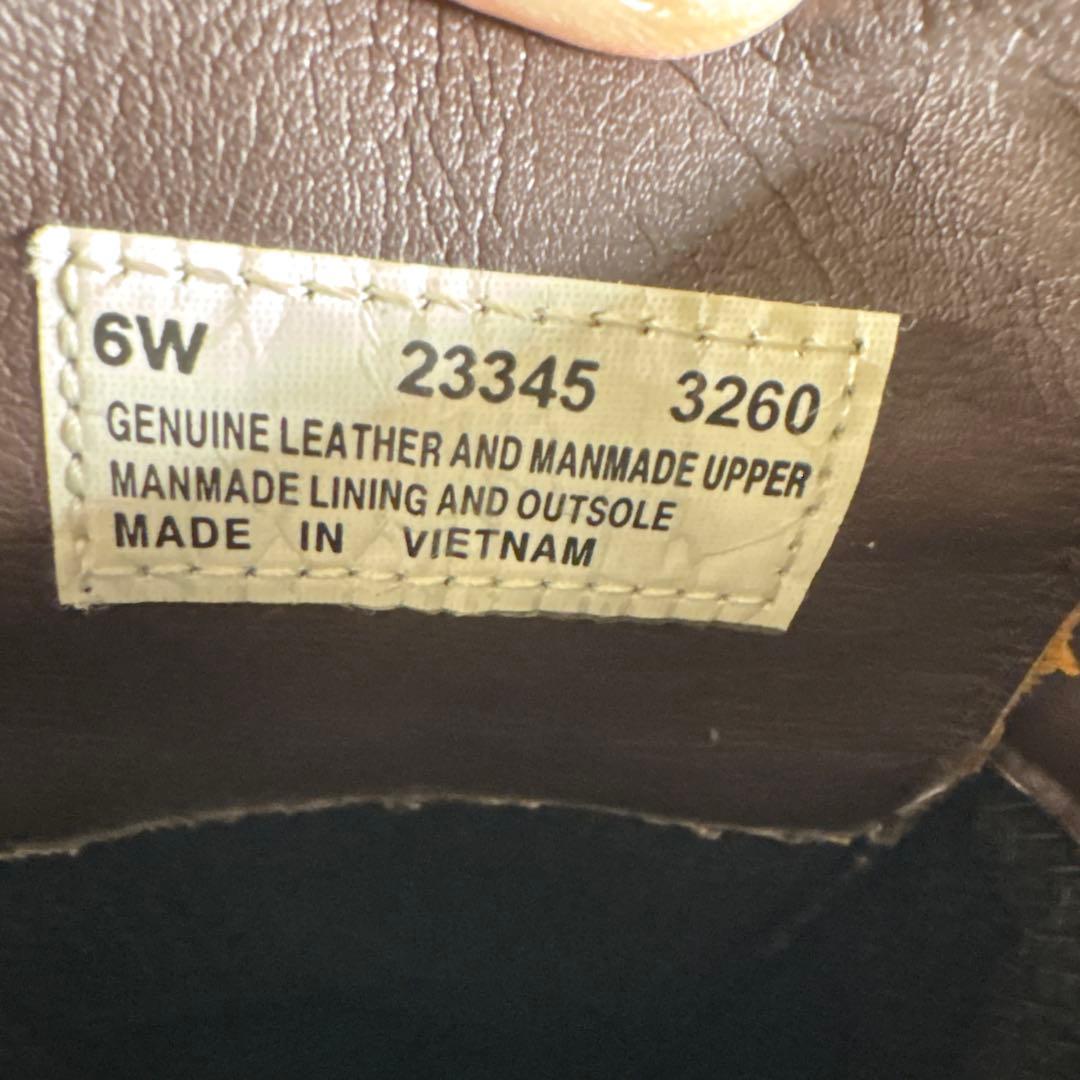 6W 23345 3260
GENUINE LEATHER AND MANMADE UPPER
MANMADE LINING AND OUTSOLE
MADE IN VIETNAM